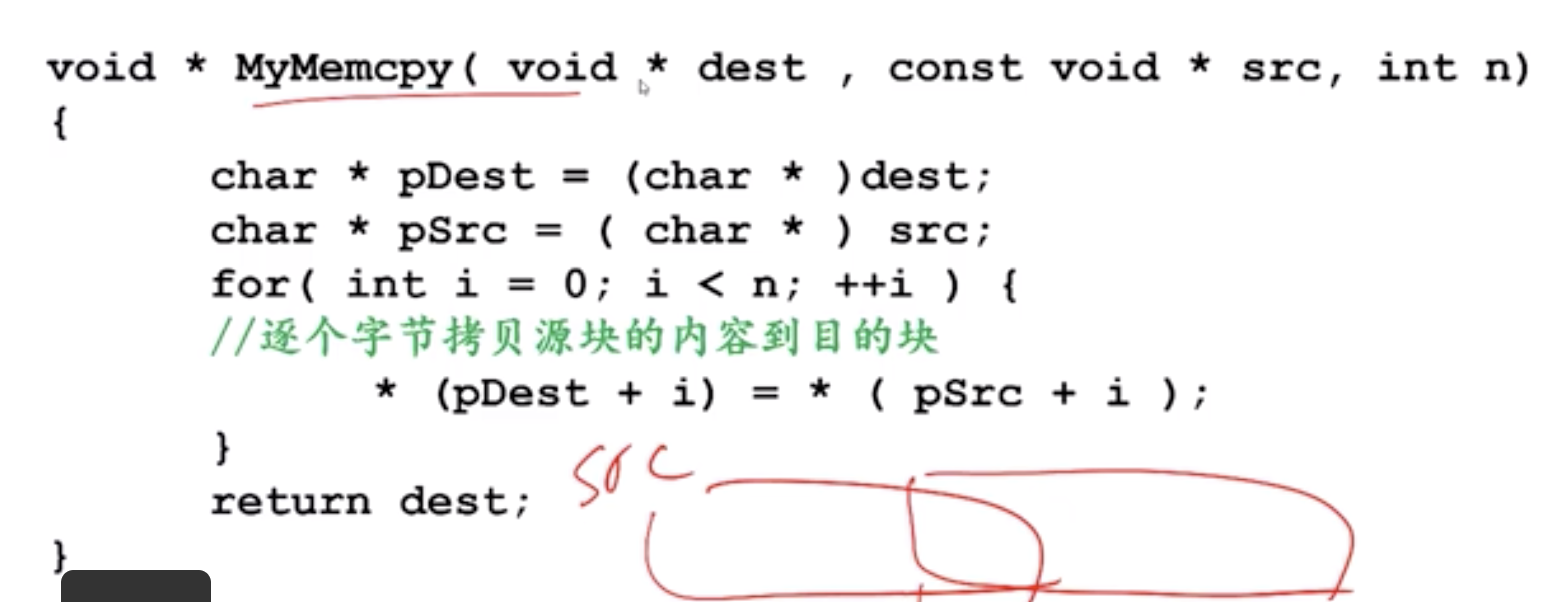 void * MyMemcpy( void * dest , const void * src, int n)
{
char * pDest = (char * )dest;
char * pSrc = ( char * ) src;
for( int i = 0; i < n; ++i ) {
//逐个字节拷贝源块的内容到目的块
* (pDest + i) = * ( pSrc + i );
}
return dest;
src
}